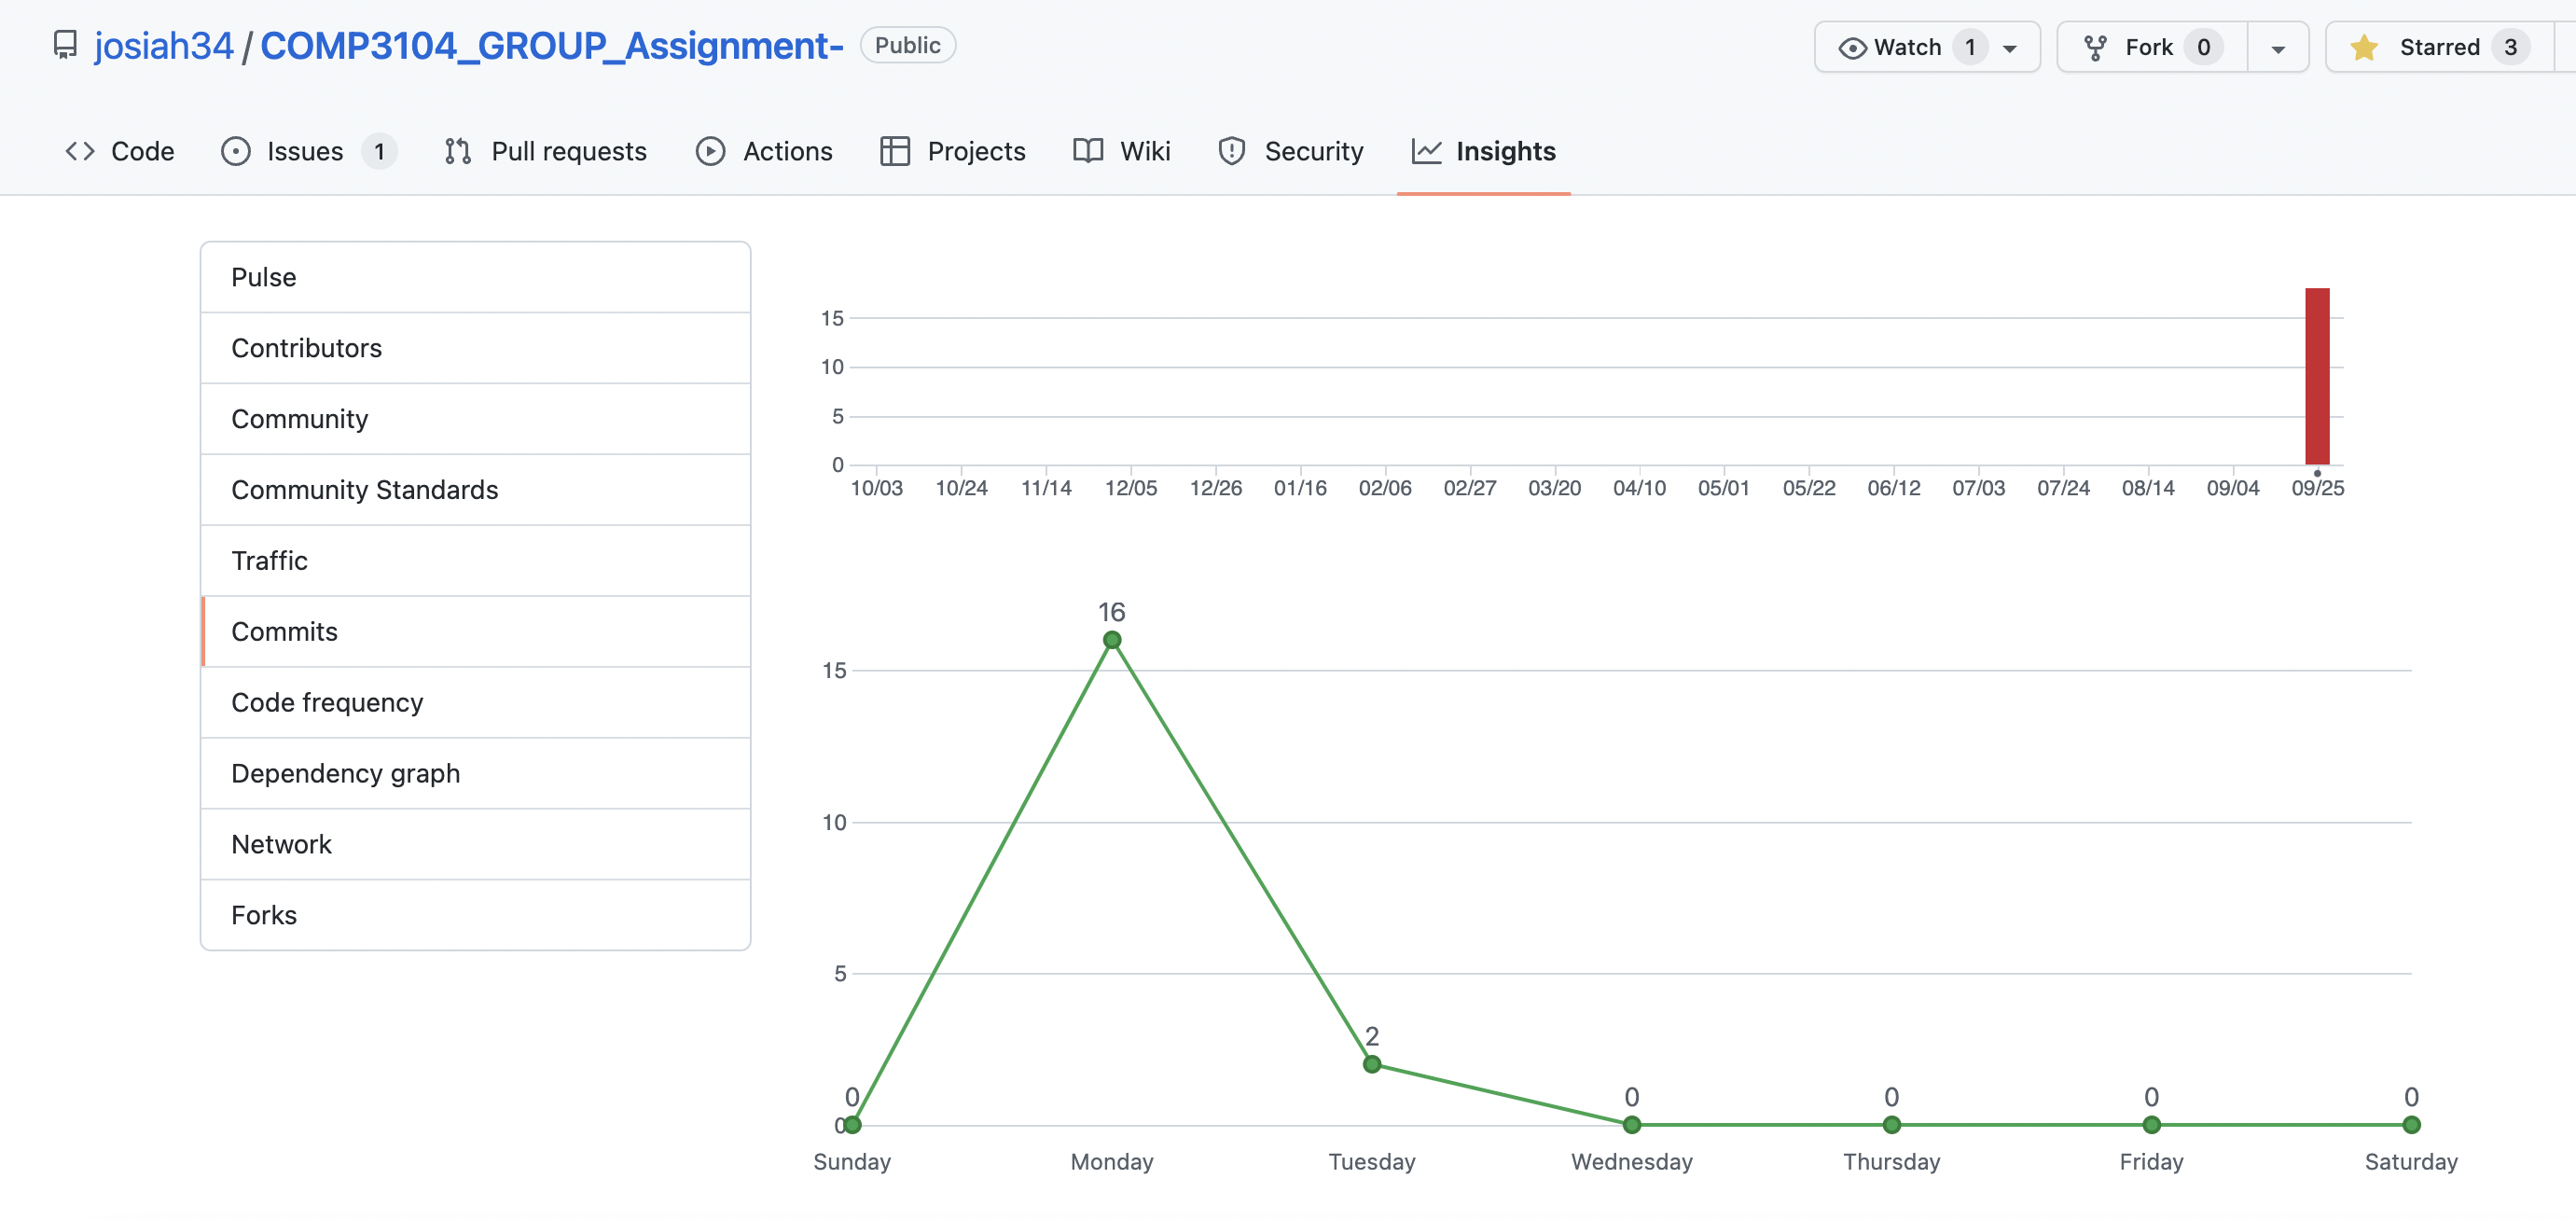 josiah34 / COMP3104_GROUP_Assignment- Public
Watch 1 Fork 0 Starred 3
Code Issues 1 Pull requests Actions Projects Wiki Security Insights
Pulse
Contributors
Community
Community Standards
Traffic
Commits
Code frequency
Dependency graph
Network
Forks
15
10
5
0
10/03 10/24 11/14 12/05 12/26 01/16 02/06 02/27 03/20 04/10 05/01 05/22 06/12 07/03 07/24 08/14 09/04 09/25
16
15
10
5
2
0 0 0 0 0
0
Sunday Monday Tuesday Wednesday Thursday Friday Saturday